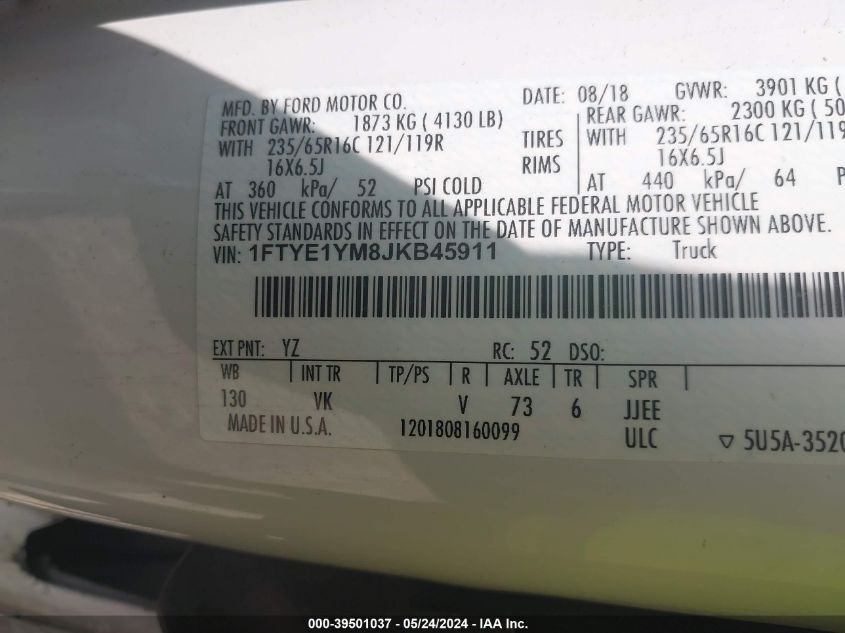 MFD. BY FORD MOTOR CO. DATE: 08/18 GVWR: 3901 KG (
FRONT GAWR: 1873 KG ( 4130 LB) REAR GAWR: 2300 KG ( 50
WITH 235/65R16C 121/119R TIRES WITH 235/65R16C 121/119
16X6.5J RIMS 16X6.5J
AT 360 kPa/ 52 PSI COLD AT 440 kPa/ 64 P
THIS VEHICLE CONFORMS TO ALL APPLICABLE FEDERAL MOTOR VEHICLE
SAFETY STANDARDS IN EFFECT ON THE DATE OF MANUFACTURE SHOWN ABOVE.
VIN: 1FTYE1YM8JKB45911 TYPE: Truck
EXT PNT: YZ RC: 52 DSO:
WB INT TR TP/PS R AXLE TR SPR
130 VK V 73 6 JJEE
MADE IN U.S.A. 1201808160099 ULC ▽ 5U5A-3520
000-39501037 - 05/24/2024 - IAA Inc.